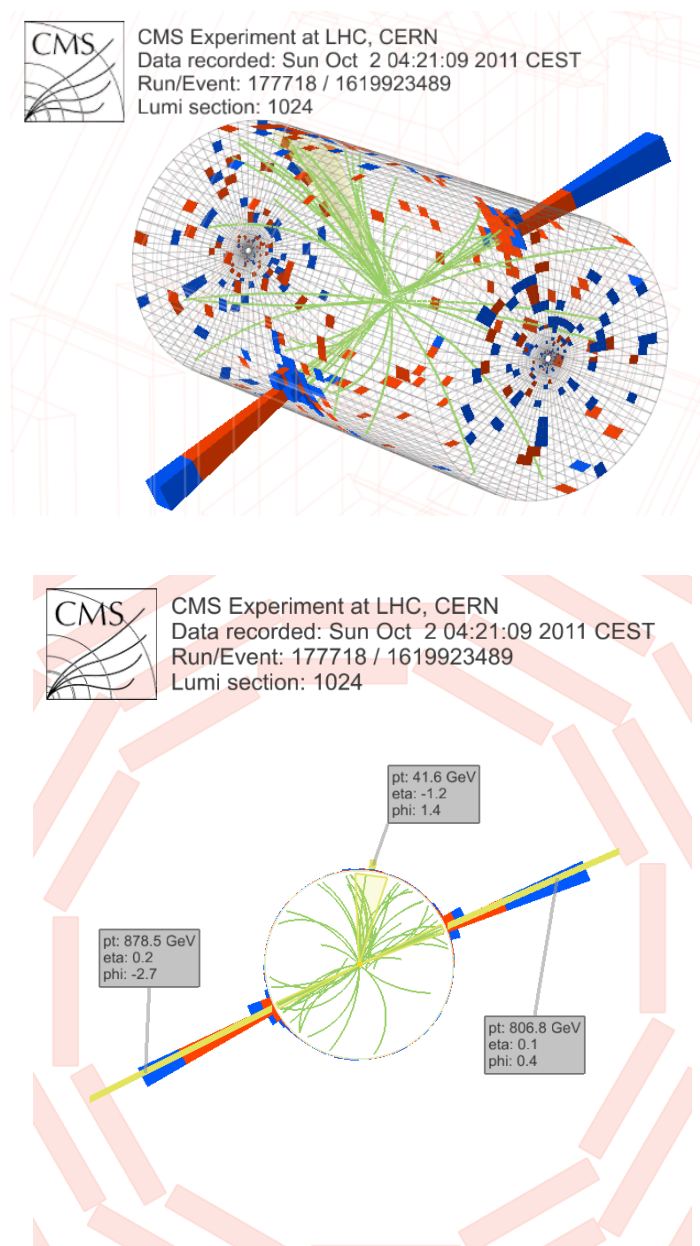 CMS
CMS Experiment at LHC, CERN
Data recorded: Sun Oct  2 04:21:09 2011 CEST
Run/Event: 177718 / 1619923489
Lumi section: 1024
CMS
CMS Experiment at LHC, CERN
Data recorded: Sun Oct  2 04:21:09 2011 CEST
Run/Event: 177718 / 1619923489
Lumi section: 1024
pt: 41.6 GeV
eta: -1.2
phi: 1.4
pt: 878.5 GeV
eta: 0.2
phi: -2.7
pt: 806.8 GeV
eta: 0.1
phi: 0.4